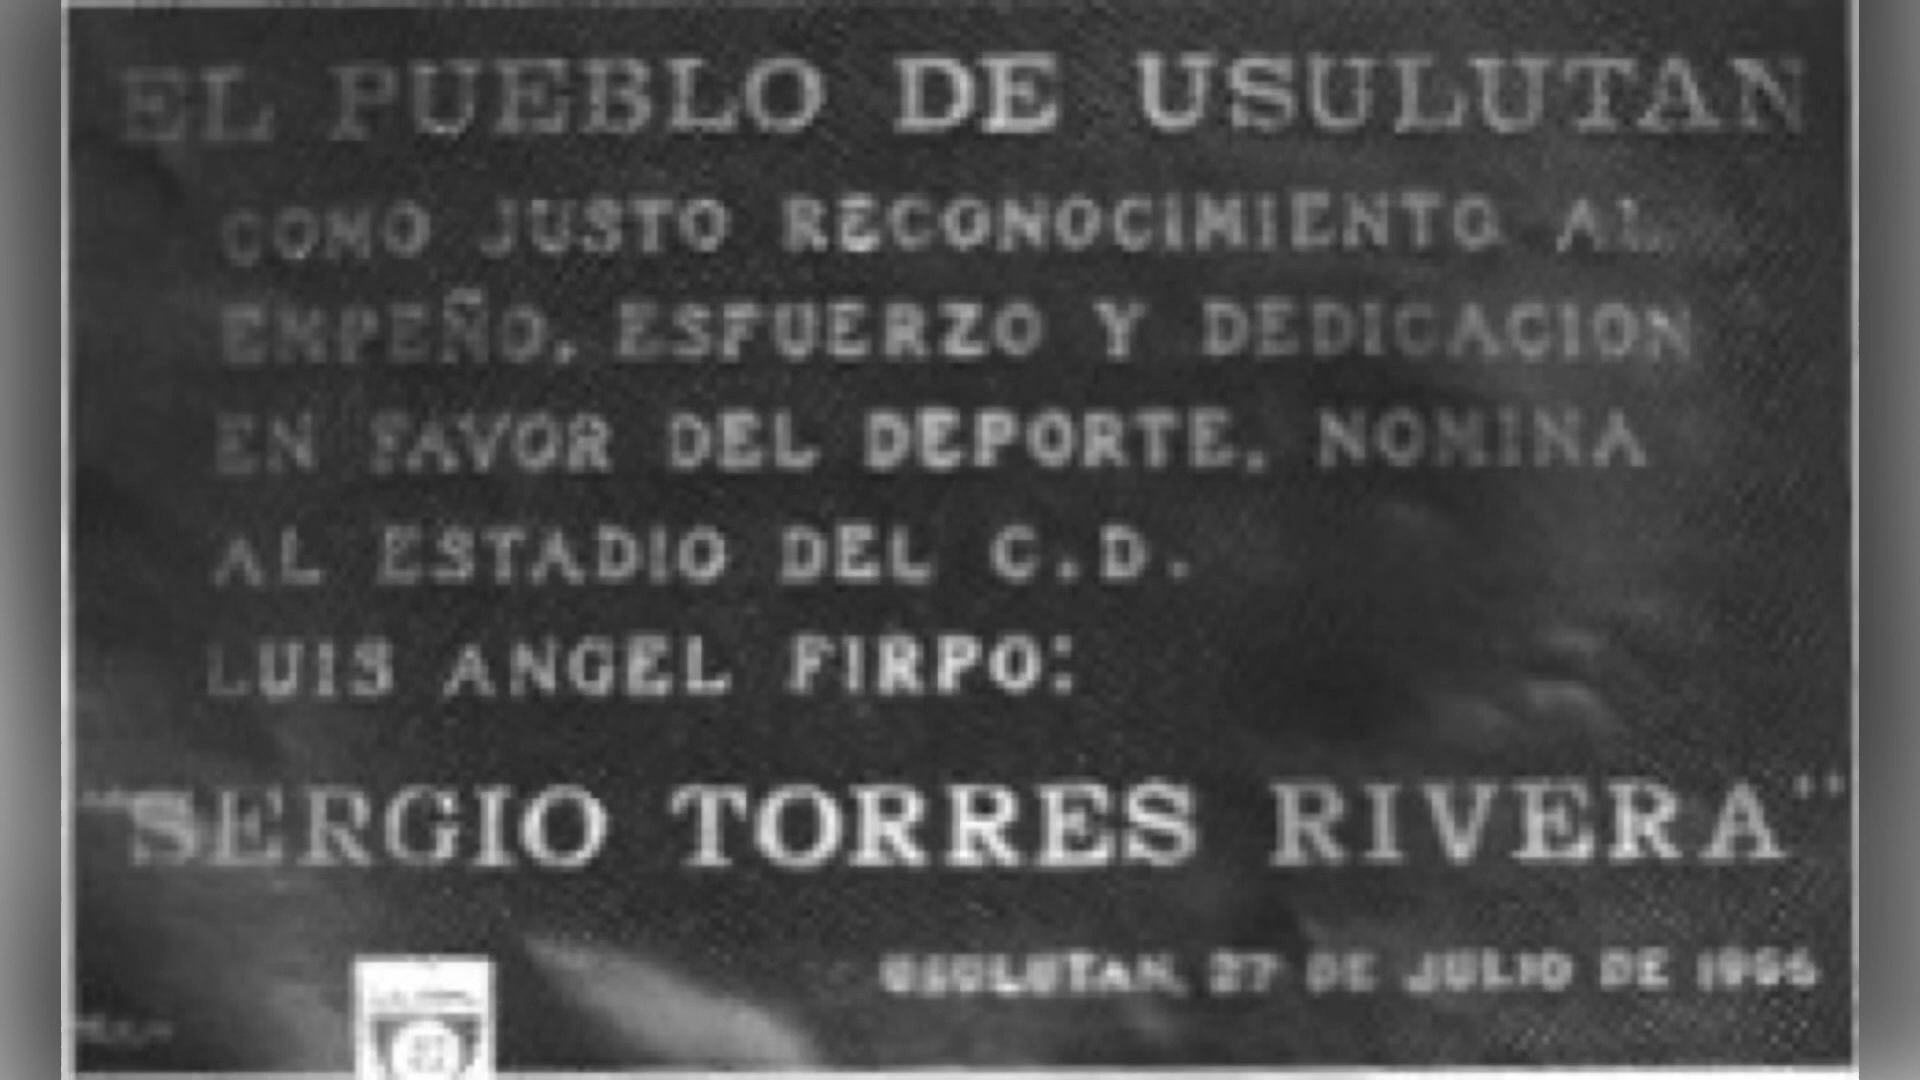 EL PUEBLO DE USULUTAN
COMO JUSTO RECONOCIMIENTO AL
EMPEÑO, ESFUERZO Y DEDICACION
EN FAVOR DEL DEPORTE, NOMINA
AL ESTADIO DEL C.D.
LUIS ANGEL FIRPO:
"SERGIO TORRES RIVERA"
USULUTAN, 27 DE JULIO DE